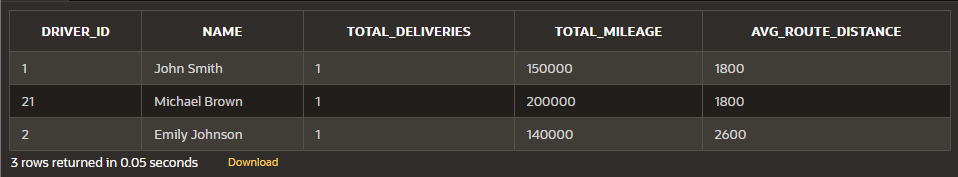 DRIVER_ID NAME TOTAL_DELIVERIES TOTAL_MILEAGE AVG_ROUTE_DISTANCE
1 John Smith 1 150000 1800
21 Michael Brown 1 200000 1800
2 Emily Johnson 1 140000 2600
3 rows returned in 0.05 seconds Download